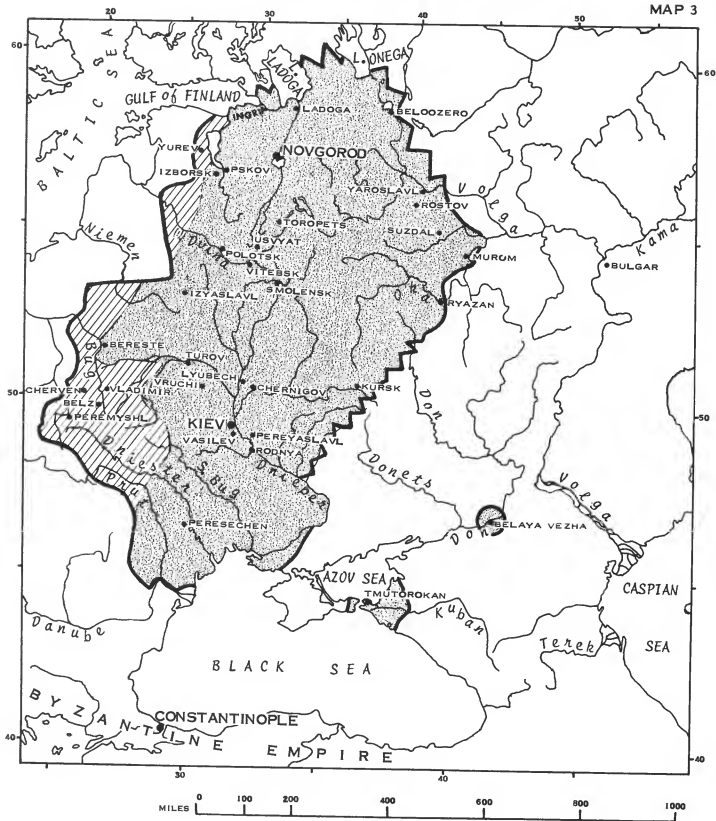 MAP 3
20
30
40
50
60
60
60
BALTIC SEA
L. LADOGA
L. ONEGA
GULF of FINLAND
INGRY
LADOGA
BELOOZERO
YUREV
NOVGOROD
IZBORSK
PSKOV
YAROSLAVL
Volga
ROSTOV
Niemen
TOROPETS
SUZDAL
Kama
Dvina
USVYAT
POLOTSK
VITEBSK
MUROM
BULGAR
IZYASLAVL
SMOLENSK
Oka
RYAZAN
Bug
BERESTE
TUROV
LYUBECH
VRUCHI
CHERNIGOV
KURSK
50
50
CHERVEN
VLADIMIR
BELZ
PEREMYSHL
Don
KIEV
VASILEV
PEREYASLAVL
RODNYA
Dniester
S. Bug
Dnieper
Donets
Volga
Prut
PERESECHEN
Don
BELAYA VEZHA
AZOV SEA
TMUTOROKAN
Kuban
CASPIAN
SEA
Danube
Terek
BLACK SEA
CONSTANTINOPLE
BYZANTINE EMPIRE
40
40
30
40
50
MILES
0 100 200 400 600 800 1000